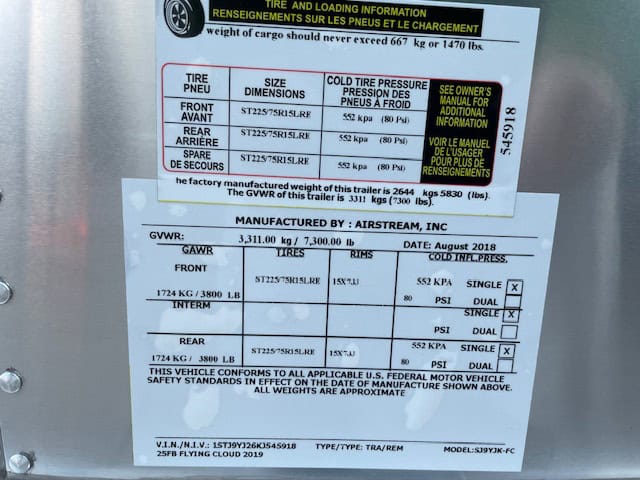 TIRE AND LOADING INFORMATION
RENSEIGNEMENTS SUR LES PNEUS ET LE CHARGEMENT
weight of cargo should never exceed 667 kg or 1470 lbs.
TIRE PNEU SIZE DIMENSIONS COLD TIRE PRESSURE PRESSION DES PNEUS À FROID
FRONT AVANT ST225/75R15LRE 552 kpa (80 Psi)
REAR ARRIÈRE ST225/75R15LRE 552 kpa (80 Psi)
SPARE DE SECOURS ST225/75R15LRE 552 kpa (80 Psi)
SEE OWNER'S
MANUAL FOR
ADDITIONAL
INFORMATION
VOIR LE MANUEL
DE L'USAGER
POUR PLUS DE
RENSEIGNEMENTS
545918
he factory manufactured weight of this trailer is 2644 kgs 5830 (lbs).
The GVWR of this trailer is 3311 kgs (7300 lbs).
MANUFACTURED BY : AIRSTREAM, INC
GVWR: 3,311.00 kg / 7,300.00 lb DATE: August 2018
GAWR TIRES RIMS COLD INFL.PRESS.
FRONT ST225/75R15LRE 15X7JJ 552 KPA SINGLE X
1724 KG / 3800 LB 80 PSI DUAL
INTERM SINGLE X
PSI DUAL
REAR ST225/75R15LRE 15X7JJ 552 KPA SINGLE X
1724 KG / 3800 LB 80 PSI DUAL
THIS VEHICLE CONFORMS TO ALL APPLICABLE U.S. FEDERAL MOTOR VEHICLE
SAFETY STANDARDS IN EFFECT ON THE DATE OF MANUFACTURE SHOWN ABOVE.
ALL WEIGHTS ARE APPROXIMATE
V.I.N./N.I.V.: 1STJ9YJ26KJ545918 TYPE/TYPE: TRA/REM MODEL:SJ9YJK-FC
25FB FLYING CLOUD 2019